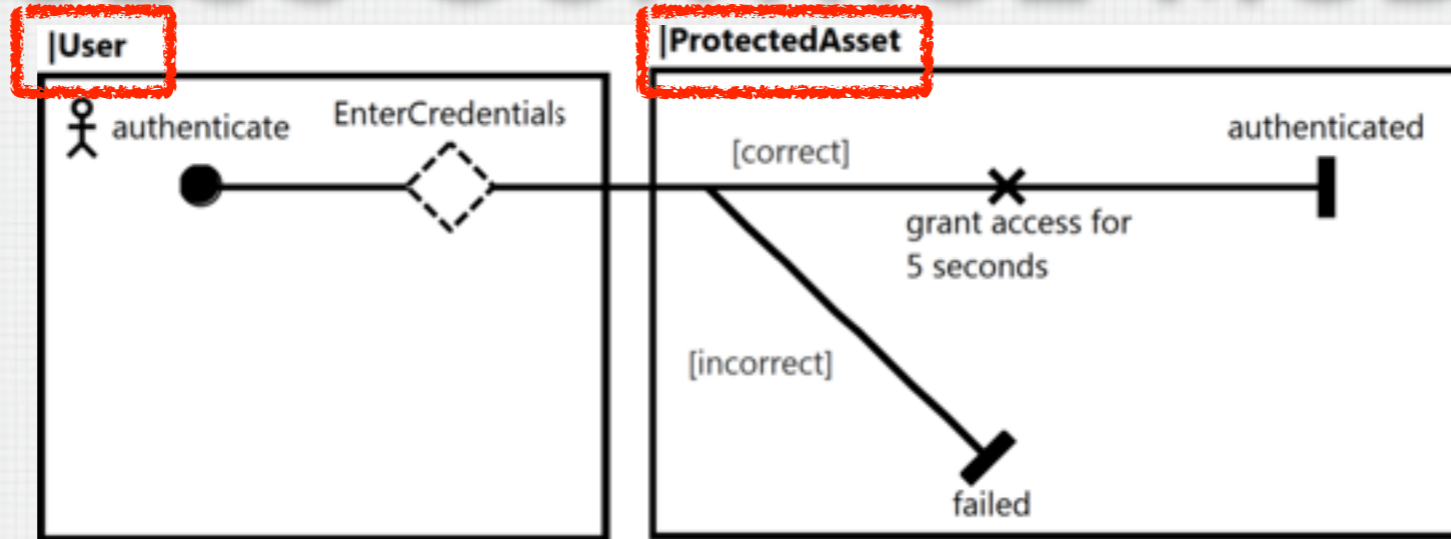 |User
|ProtectedAsset
authenticate
EnterCredentials
[correct]
authenticated
grant access for
5 seconds
[incorrect]
failed